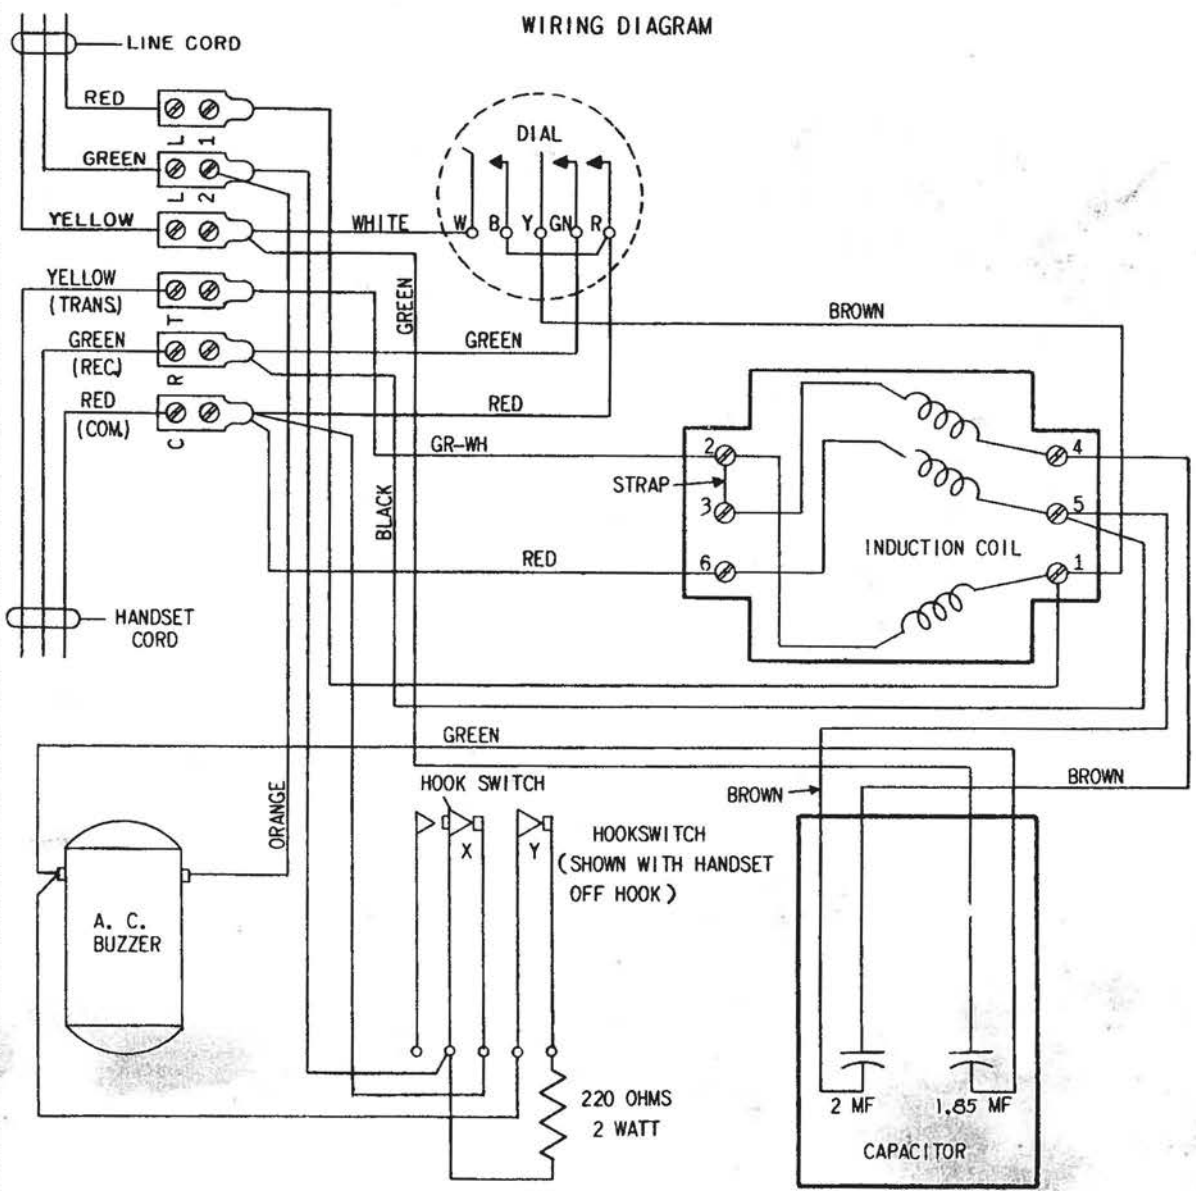 WIRING DIAGRAM
LINE CORD
RED
L 1
GREEN
L 2
YELLOW
YELLOW
(TRANS.)
T
GREEN
(REC.)
R
RED
(COM.)
C
HANDSET
CORD
DIAL
W B Y GN R
WHITE
GREEN
GREEN
RED
GR-WH
BLACK
RED
BROWN
2
STRAP
3
6
4
5
1
INDUCTION COIL
GREEN
ORANGE
HOOK SWITCH
X
Y
HOOKSWITCH
(SHOWN WITH HANDSET
OFF HOOK)
BROWN
BROWN
A. C.
BUZZER
220 OHMS
2 WATT
2 MF
1.85 MF
CAPACITOR